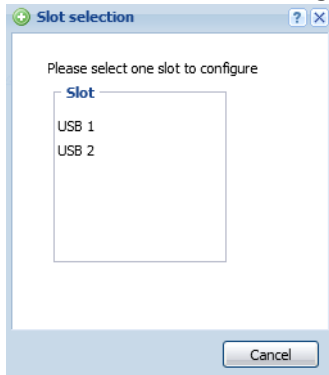 Slot selection
?
X
Please select one slot to configure
Slot
USB 1
USB 2
Cancel